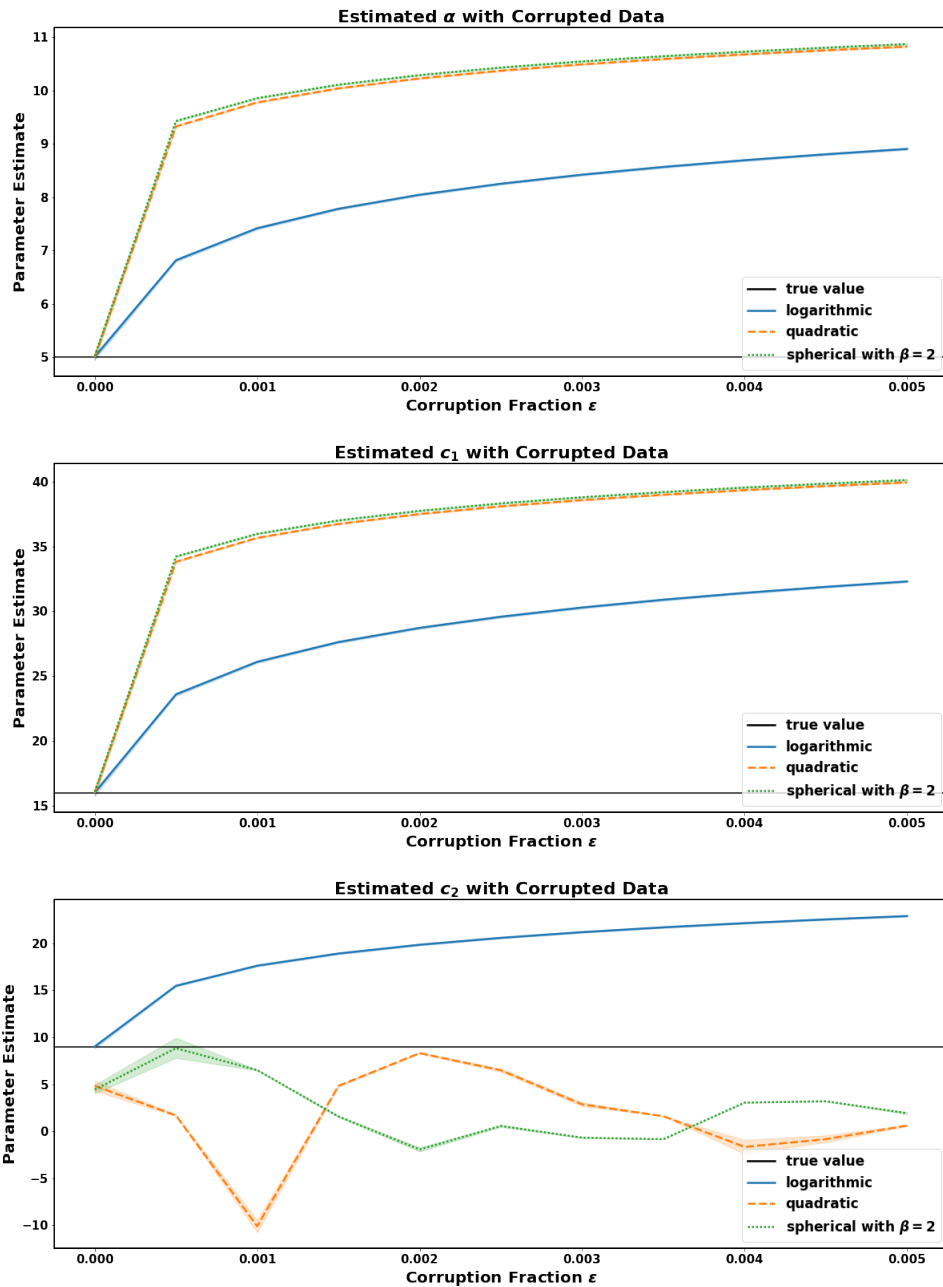 Estimated α with Corrupted Data
11
10
9
8
7
6
5
Parameter Estimate
true value
logarithmic
quadratic
spherical with β = 2
0.000 0.001 0.002 0.003 0.004 0.005
Corruption Fraction ε
Estimated c₁ with Corrupted Data
40
35
30
25
20
15
Parameter Estimate
true value
logarithmic
quadratic
spherical with β = 2
0.000 0.001 0.002 0.003 0.004 0.005
Corruption Fraction ε
Estimated c₂ with Corrupted Data
20
15
10
5
0
−5
−10
Parameter Estimate
true value
logarithmic
quadratic
spherical with β = 2
0.000 0.001 0.002 0.003 0.004 0.005
Corruption Fraction ε